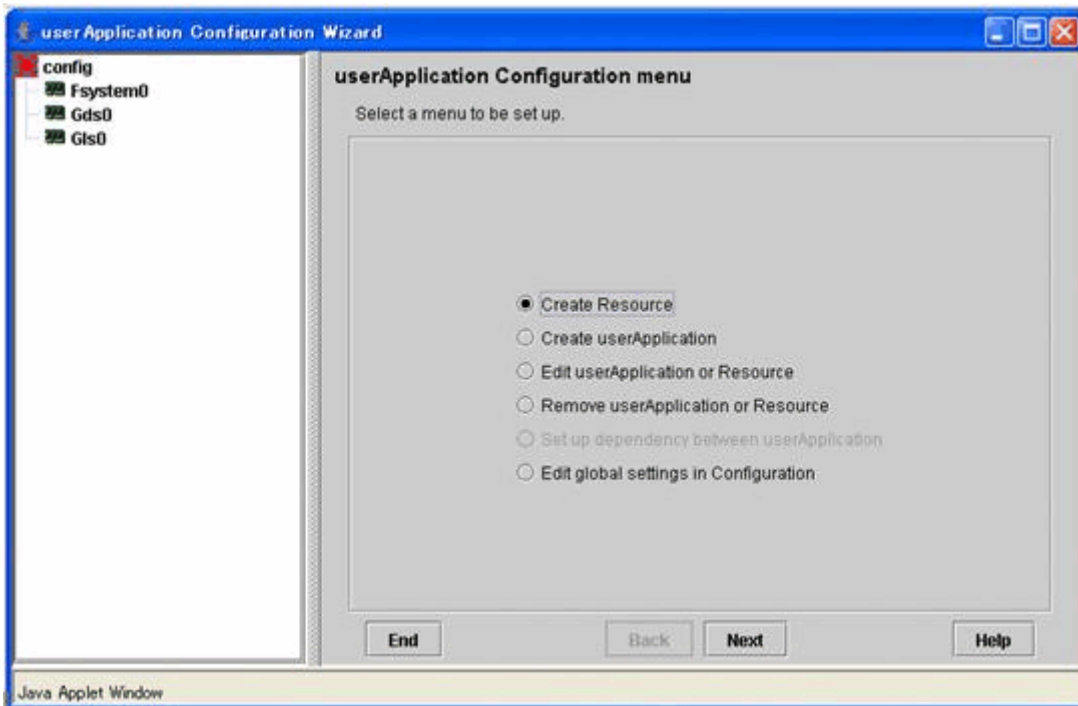 userApplication Configuration Wizard
config
Fsystem0
Gds0
Gls0
userApplication Configuration menu
Select a menu to be set up.
Create Resource
Create userApplication
Edit userApplication or Resource
Remove userApplication or Resource
Set up dependency between userApplication
Edit global settings in Configuration
End
Back
Next
Help
Java Applet Window